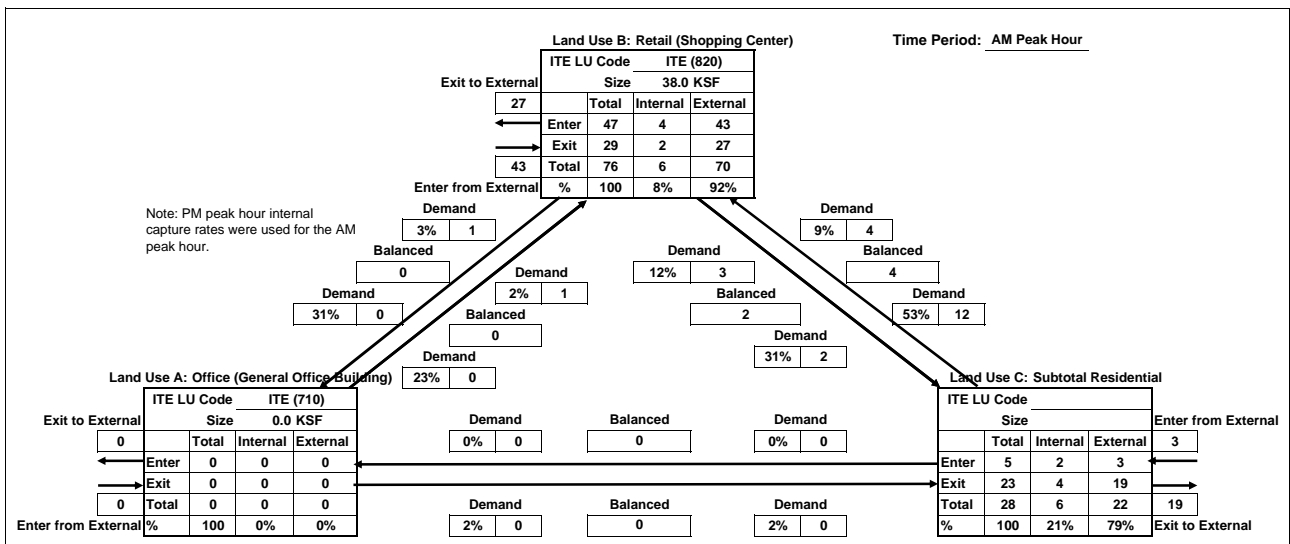 Land Use B: Retail (Shopping Center)
Time Period: AM Peak Hour
ITE LU Code ITE (820)
Exit to External Size 38.0 KSF
27 Total Internal External
Enter 47 4 43
Exit 29 2 27
43 Total 76 6 70
Enter from External % 100 8% 92%
Note: PM peak hour internal
capture rates were used for the AM
peak hour.
Demand
3% 1
Balanced
0
Demand
31% 0
Demand
2% 1
Balanced
0
Demand
23% 0
Demand
12% 3
Balanced
2
Demand
31% 2
Demand
9% 4
Balanced
4
Demand
53% 12
Land Use A: Office (General Office Building)
ITE LU Code ITE (710)
Exit to External Size 0.0 KSF
0 Total Internal External
Enter 0 0 0
Exit 0 0 0
0 Total 0 0 0
Enter from External % 100 0% 0%
Demand Balanced Demand
0% 0 0 0% 0
Demand Balanced Demand
2% 0 0 2% 0
Land Use C: Subtotal Residential
ITE LU Code
Size Enter from External
Total Internal External 3
Enter 5 2 3
Exit 23 4 19
Total 28 6 22 19
% 100 21% 79% Exit to External